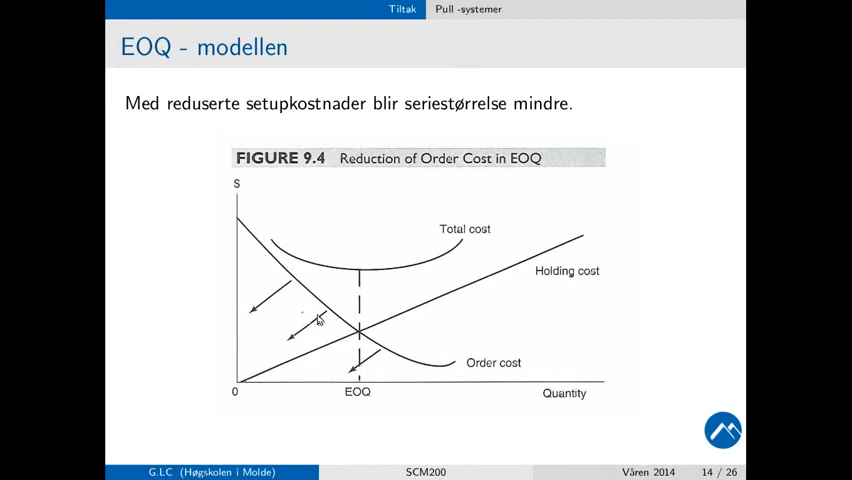 Tiltak Pull -systemer
EOQ - modellen
Med reduserte setupkostnader blir seriestørrelse mindre.
FIGURE 9.4 Reduction of Order Cost in EOQ
$
Total cost
Holding cost
Order cost
0 EOQ Quantity
G.LC (Høgskolen i Molde) SCM200 Våren 2014 14 / 26